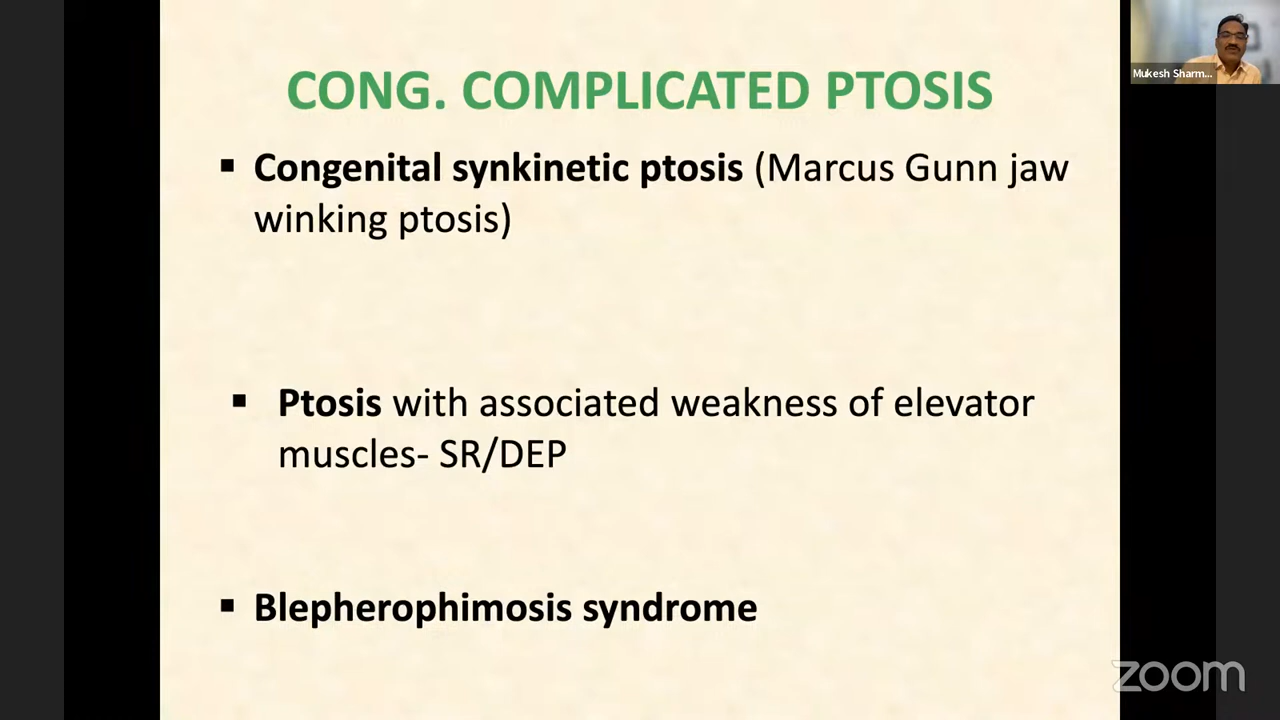 CONG. COMPLICATED PTOSIS
▪ Congenital synkinetic ptosis (Marcus Gunn jaw
winking ptosis)
▪ Ptosis with associated weakness of elevator
muscles- SR/DEP
▪ Blepherophimosis syndrome
Mukesh Sharm...
zoom